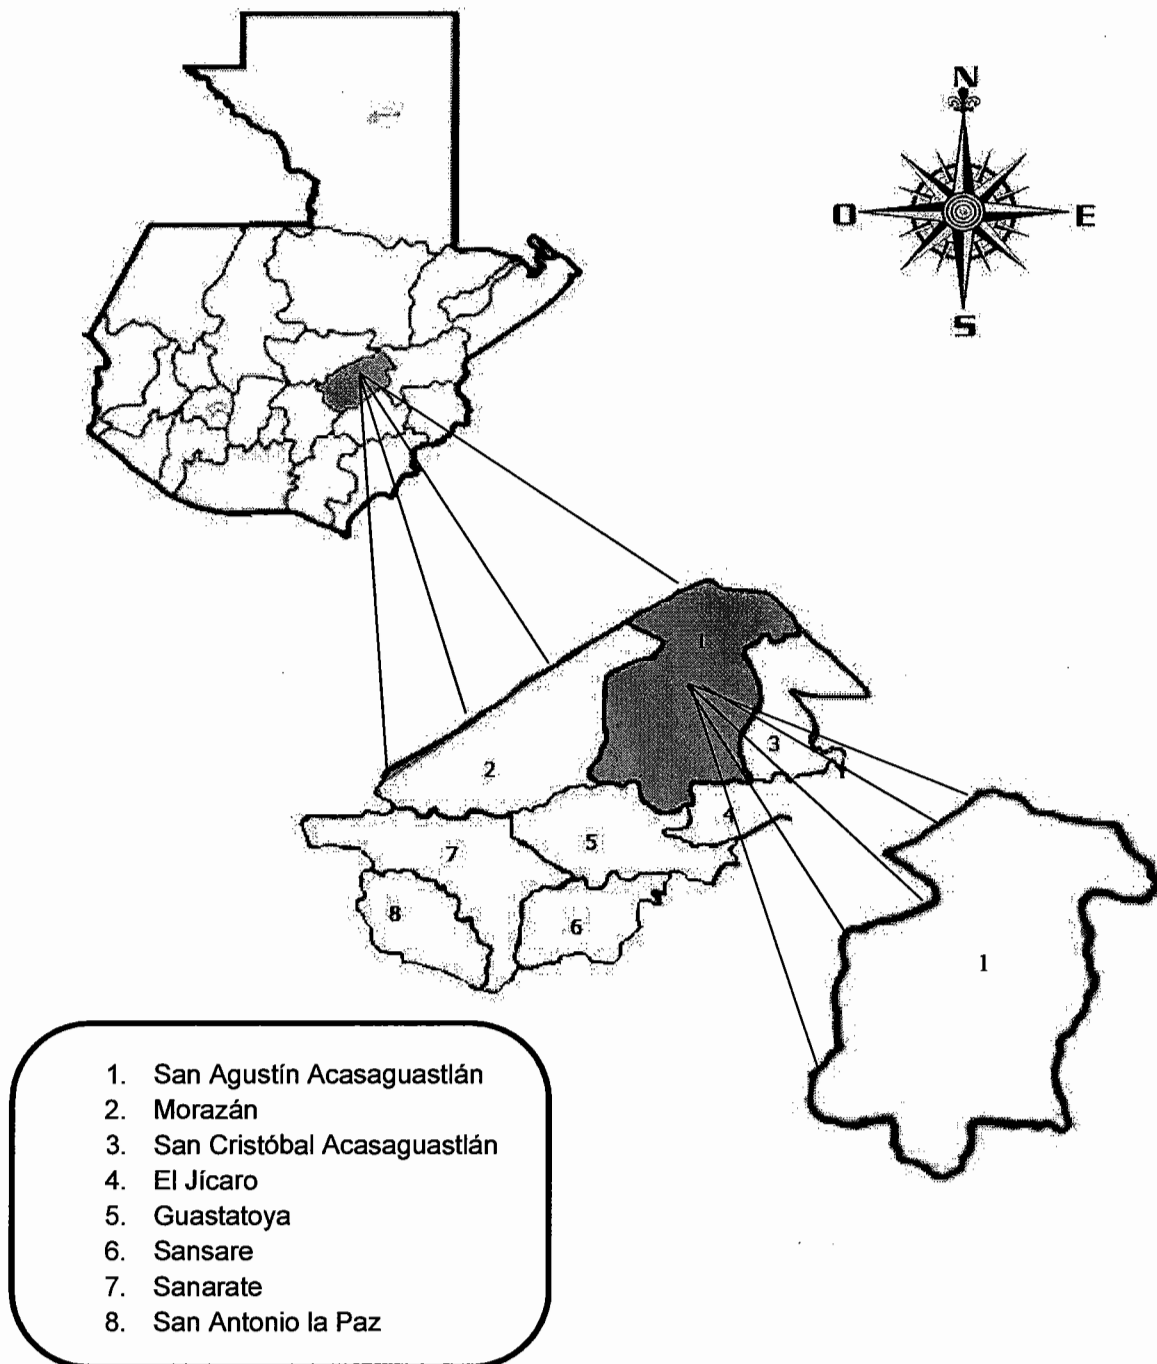 N
O
E
S
1
2
3
4
5
7
8
6
1
1. San Agustín Acasaguastlán
2. Morazán
3. San Cristóbal Acasaguastlán
4. El Jícaro
5. Guastatoya
6. Sansare
7. Sanarate
8. San Antonio la Paz